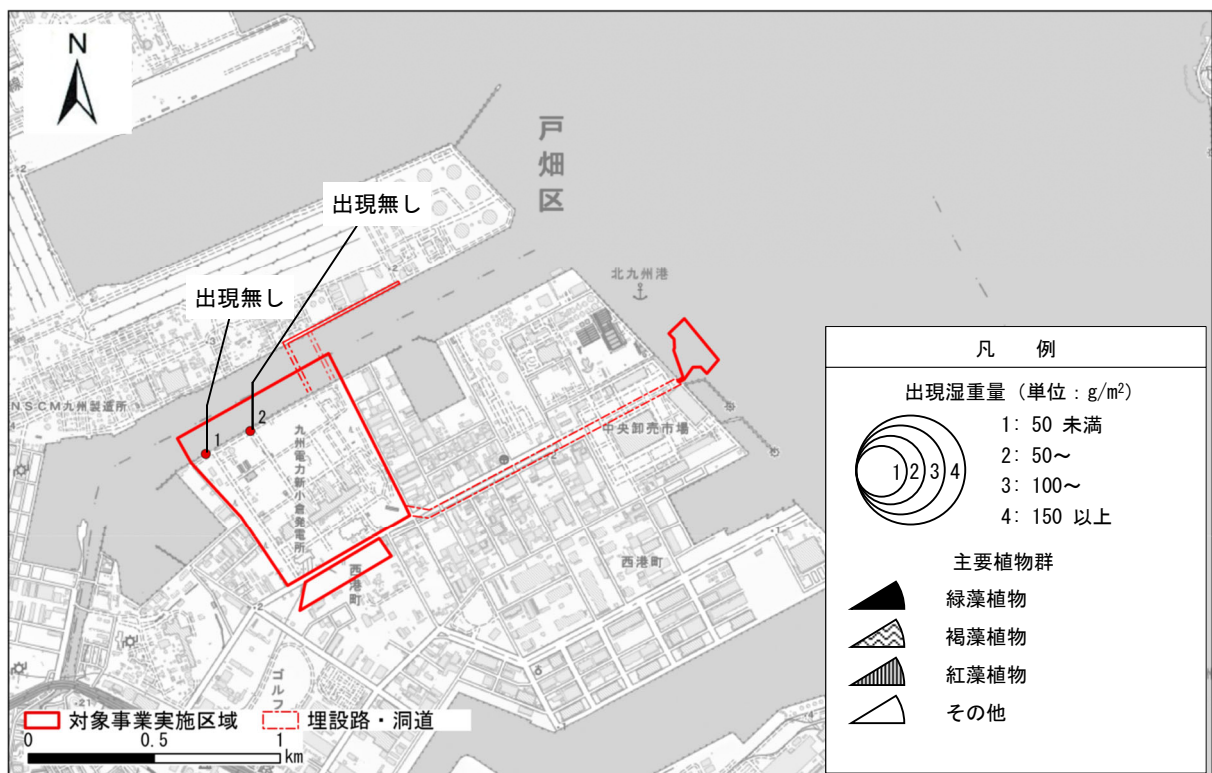 N
戸畑区
出現無し
出現無し
北九州港
NSCM九州製造所
1
2
九州電力新小倉発電所
中央卸売市場
西港町
西港町
ゴルフ
凡 例
出現湿重量 (単位:g/m²)
1 2 3 4
1: 50 未満
2: 50～
3: 100～
4: 150 以上
主要植物群
緑藻植物
褐藻植物
紅藻植物
その他
対象事業実施区域
埋設路・洞道
0 0.5 1
km